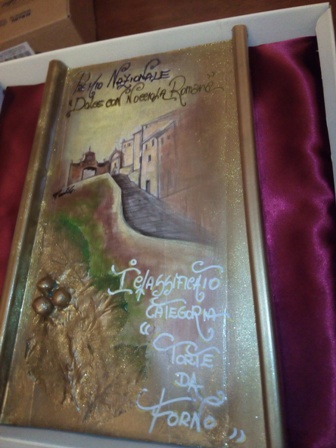 Premio Nazionale
"Dolce con Nocciola Romana"
I° classificato
categoria
"Torte
da
Forno"